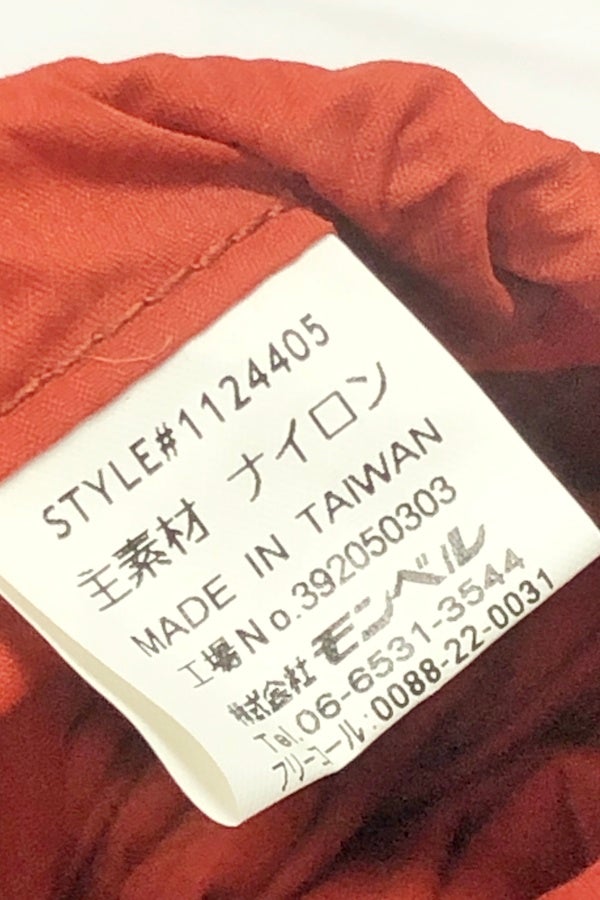 STYLE#1124405
主素材 ナイロン
MADE IN TAIWAN
工場No.392050303
株式会社 モンベル
Tel.06-6531-3544
フリーコール:0088-22-0031